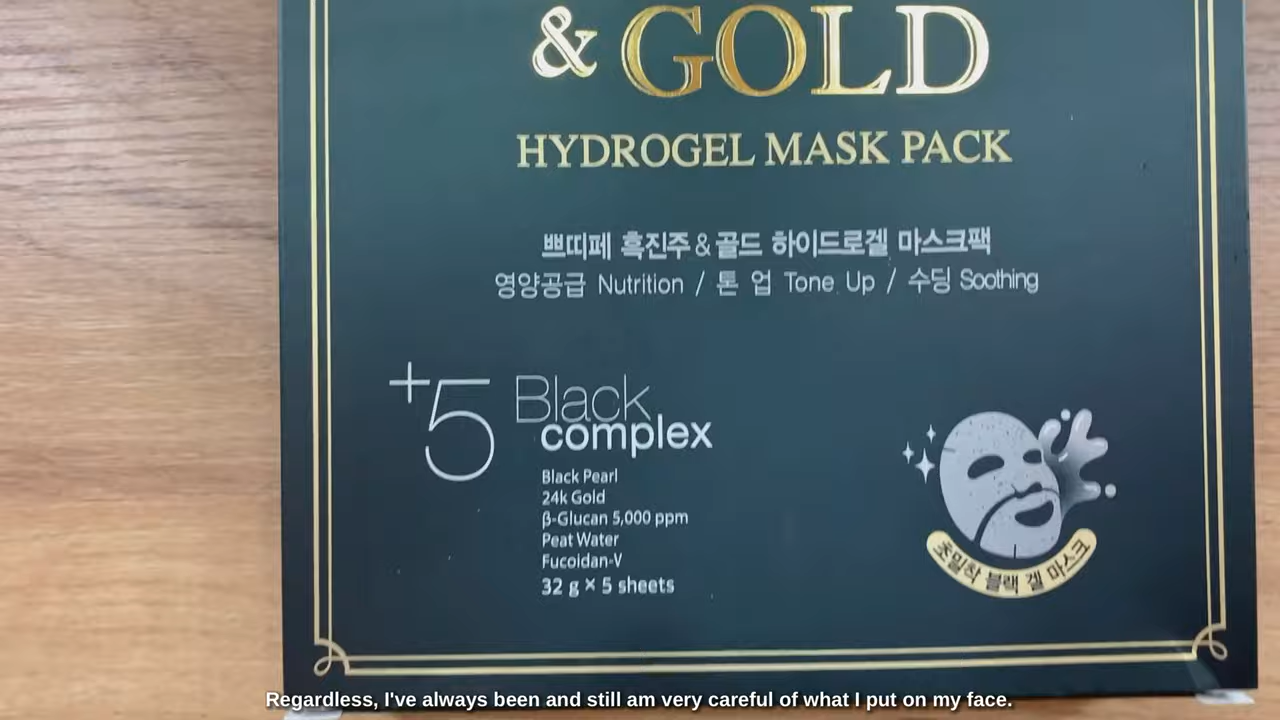 & GOLD
HYDROGEL MASK PACK
쁘띠페 흑진주 & 골드 하이드로겔 마스크팩
영양공급 Nutrition / 톤 업 Tone Up / 수딩 Soothing
+5 Black
complex
Black Pearl
24k Gold
β-Glucan 5,000 ppm
Peat Water
Fucoidan-V
32 g × 5 sheets
초밀착 블랙 겔 마스크
Regardless, I've always been and still am very careful of what I put on my face.